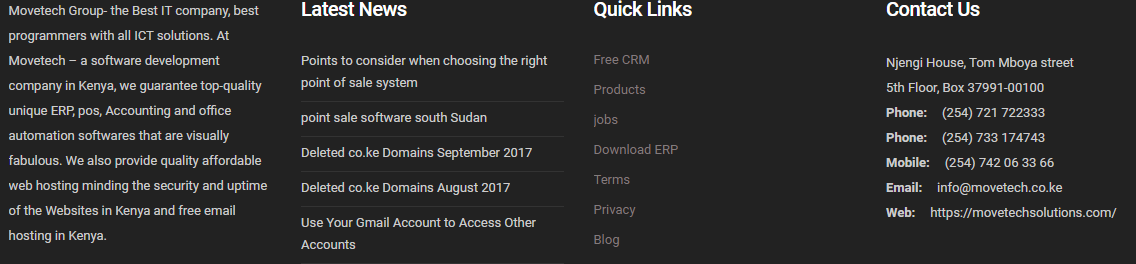 Movetech Group- the Best IT company, best
programmers with all ICT solutions. At
Movetech – a software development
company in Kenya, we guarantee top-quality
unique ERP, pos, Accounting and office
automation softwares that are visually
fabulous. We also provide quality affordable
web hosting minding the security and uptime
of the Websites in Kenya and free email
hosting in Kenya.
Latest News
Points to consider when choosing the right
point of sale system
point sale software south Sudan
Deleted co.ke Domains September 2017
Deleted co.ke Domains August 2017
Use Your Gmail Account to Access Other
Accounts
Quick Links
Free CRM
Products
jobs
Download ERP
Terms
Privacy
Blog
Contact Us
Njengi House, Tom Mboya street
5th Floor, Box 37991-00100
Phone: (254) 721 722333
Phone: (254) 733 174743
Mobile: (254) 742 06 33 66
Email: info@movetech.co.ke
Web: https://movetechsolutions.com/